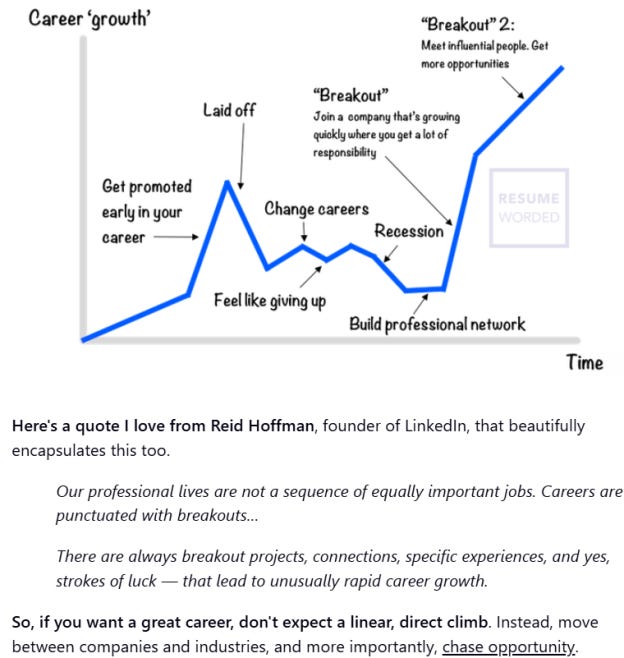 Career 'growth'
"Breakout" 2:
Meet influential people. Get
more opportunities
"Breakout"
Join a company that's growing
quickly where you get a lot of
responsibility
Laid off
Get promoted
early in your
career
Change careers
Recession
Feel like giving up
Build professional network
RESUME
WORDED
Time
Here's a quote I love from Reid Hoffman, founder of LinkedIn, that beautifully
encapsulates this too.
Our professional lives are not a sequence of equally important jobs. Careers are
punctuated with breakouts...
There are always breakout projects, connections, specific experiences, and yes,
strokes of luck — that lead to unusually rapid career growth.
So, if you want a great career, don't expect a linear, direct climb. Instead, move
between companies and industries, and more importantly, chase opportunity.